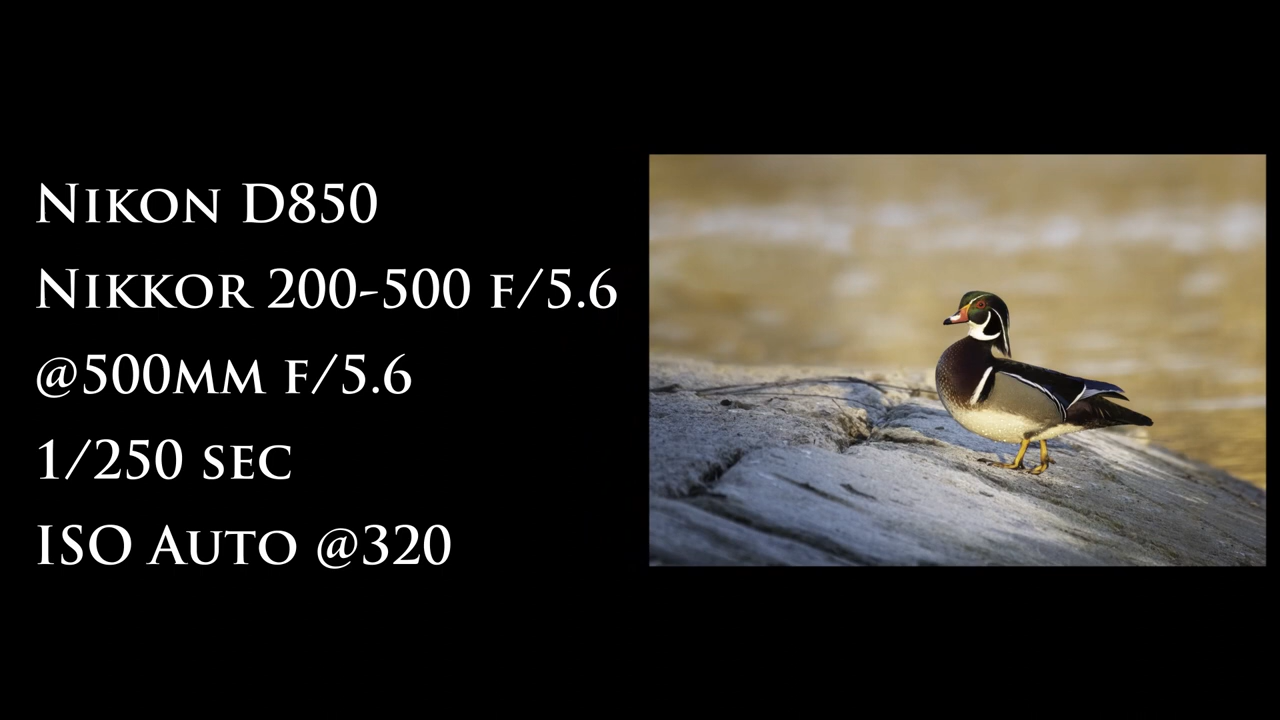 Nikon D850
Nikkor 200-500 f/5.6
@500mm f/5.6
1/250 sec
ISO Auto @320